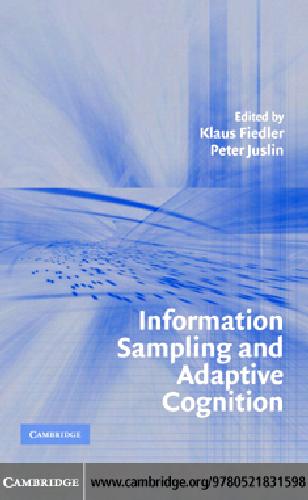 Edited by
Klaus Fiedler
Peter Juslin
Information
Sampling and
Adaptive
Cognition
CAMBRIDGE
CAMBRIDGE www.cambridge.org/9780521831598